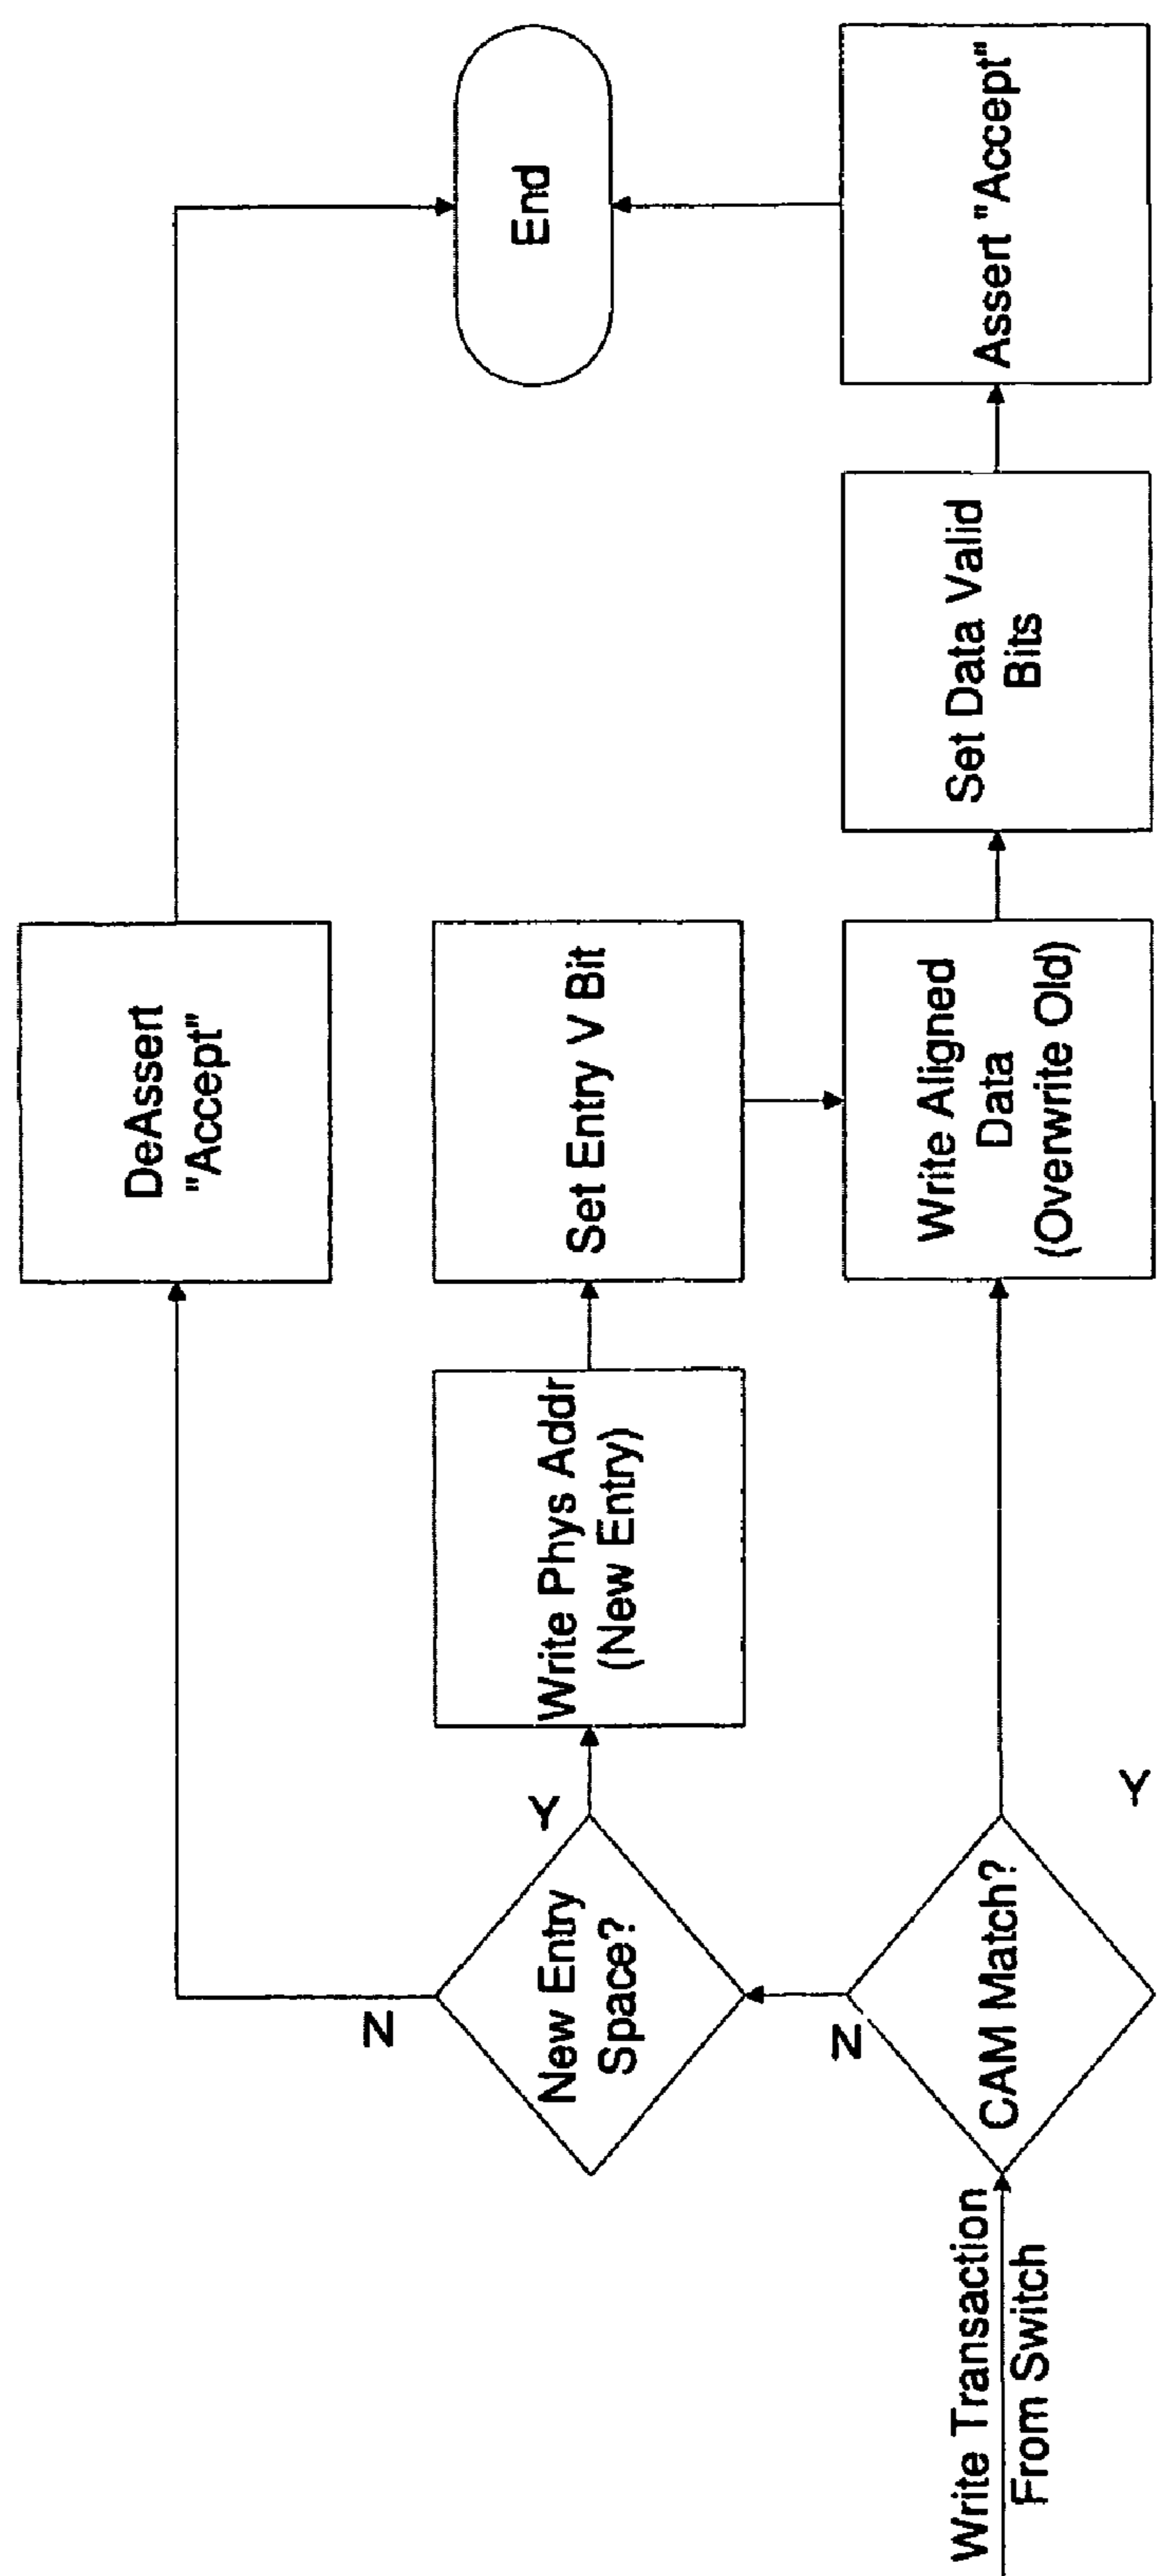 Write Transaction
From Switch
CAM Match?
Y
N
New Entry
Space?
Y
N
Write Phys Addr
(New Entry)
Set Entry V Bit
DeAssert
"Accept"
Write Aligned
Data
(Overwrite Old)
Set Data Valid
Bits
Assert "Accept"
End